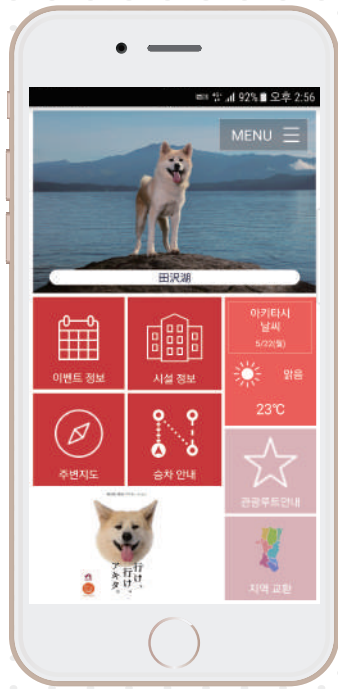 92% 오후 2:56
MENU
田沢湖
이벤트 정보
시설 정보
아키타시
날씨
5/22(월)
맑음
23℃
주변지도
승차 안내
관광루트안내
지역 교환
行け、
行け、
アキタ。